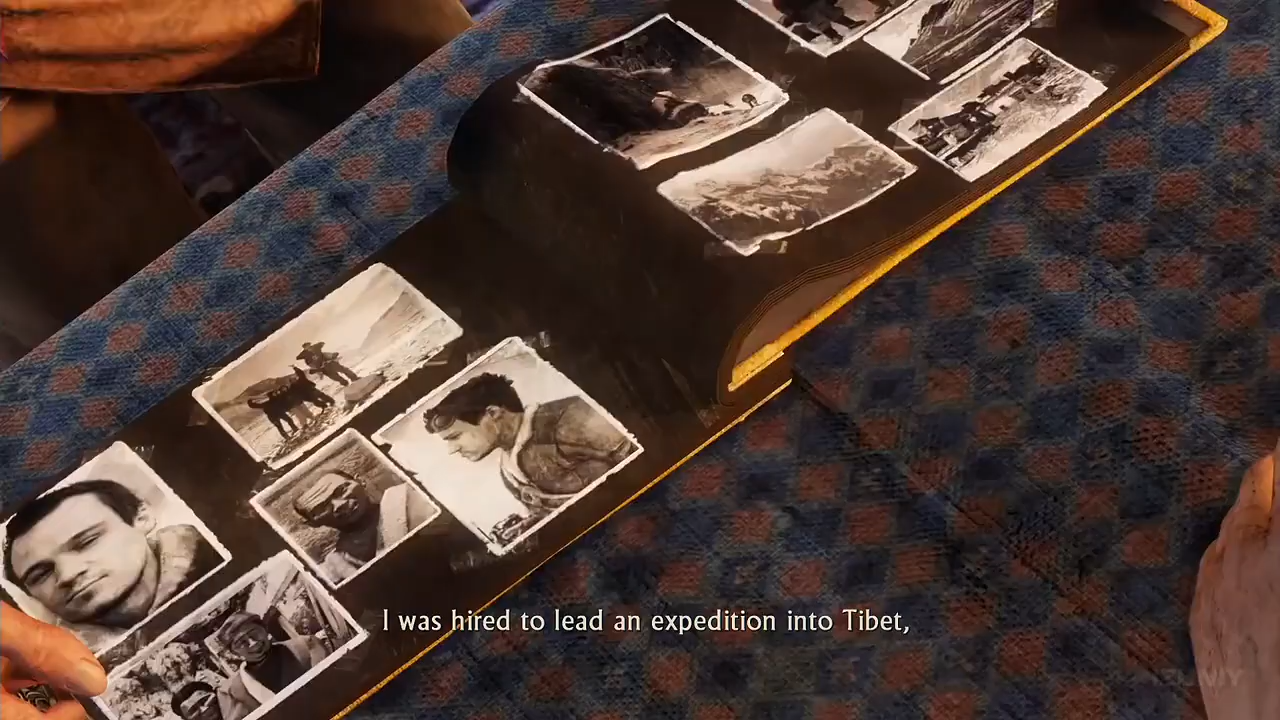 I was hired to lead an expedition into Tibet,